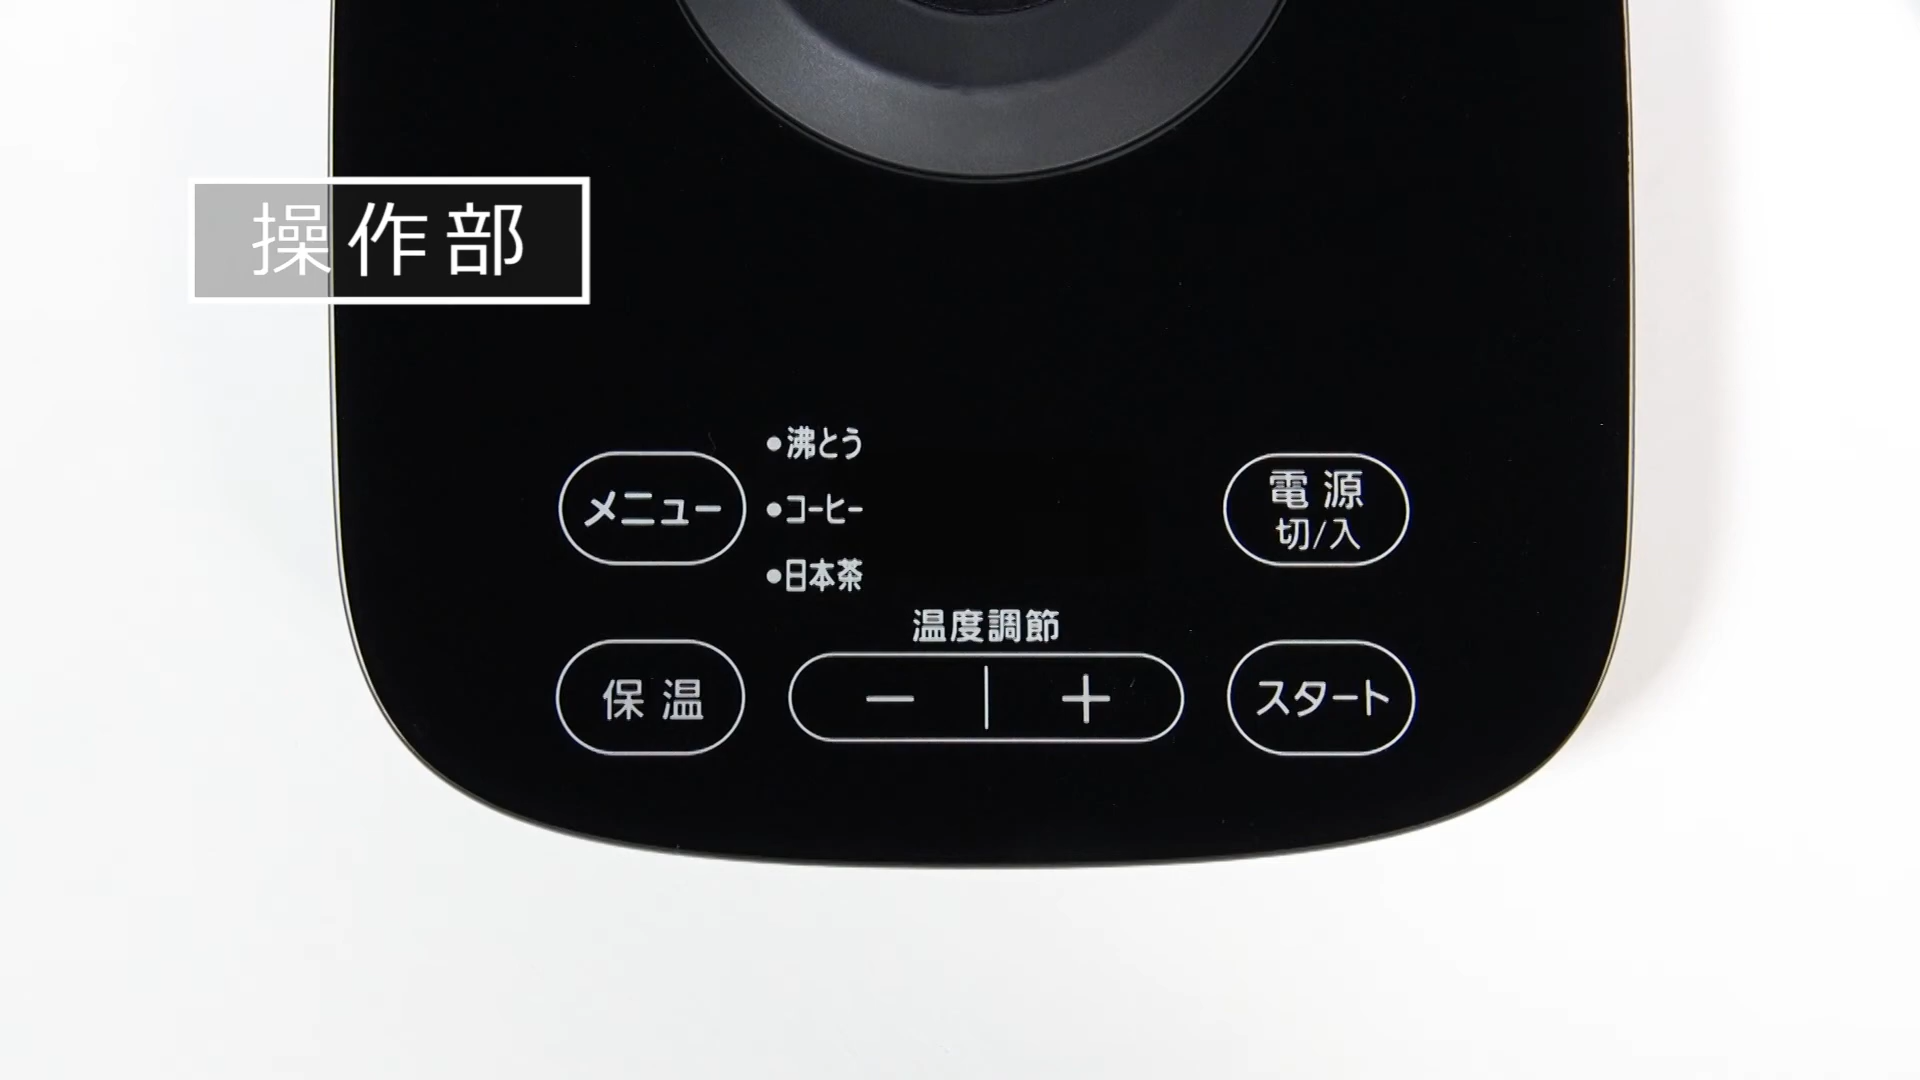 操作部
メニュー
•沸とう
•コーヒー
•日本茶
電源
切/入
温度調節
保温
− | +
スタート